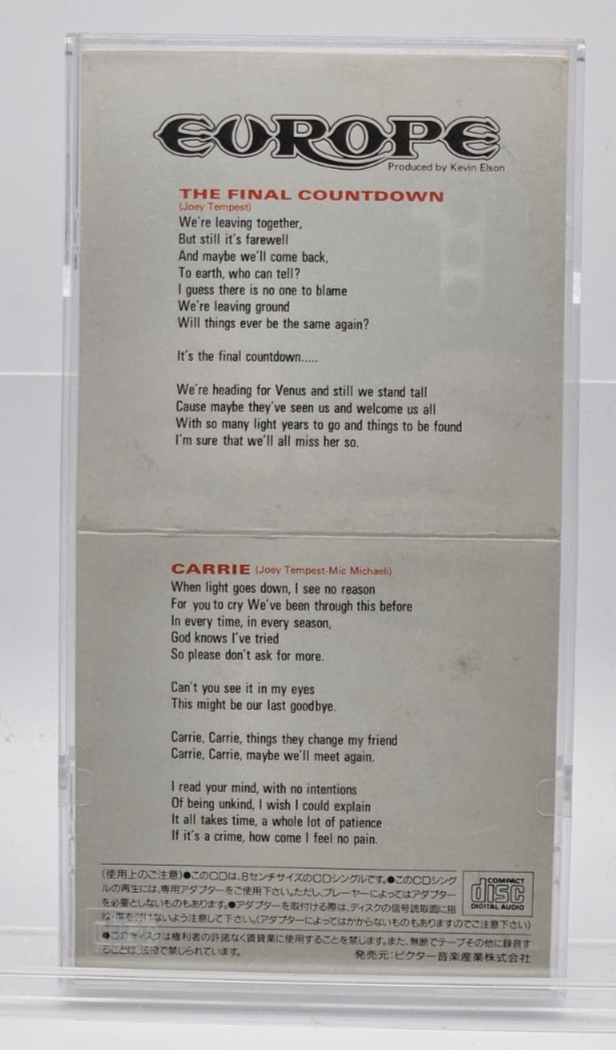 EUROPE
Produced by Kevin Elson
THE FINAL COUNTDOWN
(Joey Tempest)
We're leaving together,
But still it's farewell
And maybe we'll come back,
To earth, who can tell?
I guess there is no one to blame
We're leaving ground
Will things ever be the same again?
It's the final countdown.....
We're heading for Venus and still we stand tall
Cause maybe they've seen us and welcome us all
With so many light years to go and things to be found
I'm sure that we'll all miss her so.
CARRIE (Joey Tempest-Mic Michaeli)
When light goes down, I see no reason
For you to cry We've been through this before
In every time, in every season,
God knows I've tried
So please don't ask for more.
Can't you see it in my eyes
This might be our last goodbye.
Carrie, Carrie, things they change my friend
Carrie, Carrie, maybe we'll meet again.
I read your mind, with no intentions
Of being unkind, I wish I could explain
It all takes time, a whole lot of patience
If it's a crime, how come I feel no pain.
(使用上のご注意)●このCDは、8センチサイズのCDシングルです。●このCDシング
ルの再生には、専用アダプターをご使用下さい。ただし、プレーヤーによってはアダプター
を必要としないものもあります。●アダプターを取付ける際は、ディスクの信号読取面に指
紋、傷を付けないよう注意して下さい。(アダプターによってはかからないものもありますのでご注意下さい)
●このディスクは権利者の許諾なく賃貸業に使用することを禁じます。また、無断でテープその他に録音す
ることは、法律で禁じられています。
発売元:ビクター音楽産業株式会社
COMPACT
disc
DIGITAL AUDIO